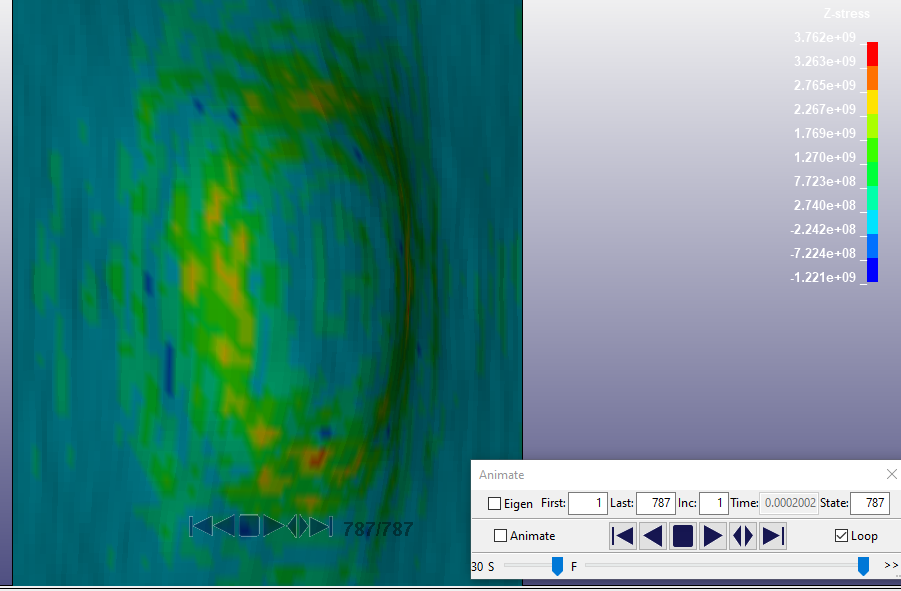 Z-stress
3.762e+09
3.263e+09
2.765e+09
2.267e+09
1.769e+09
1.270e+09
7.723e+08
2.740e+08
-2.242e+08
-7.224e+08
-1.221e+09
787/787
Animate
Eigen First: 1 Last: 787 Inc: 1 Time: 0.0002002 State: 787
Animate Loop
30 S F >>